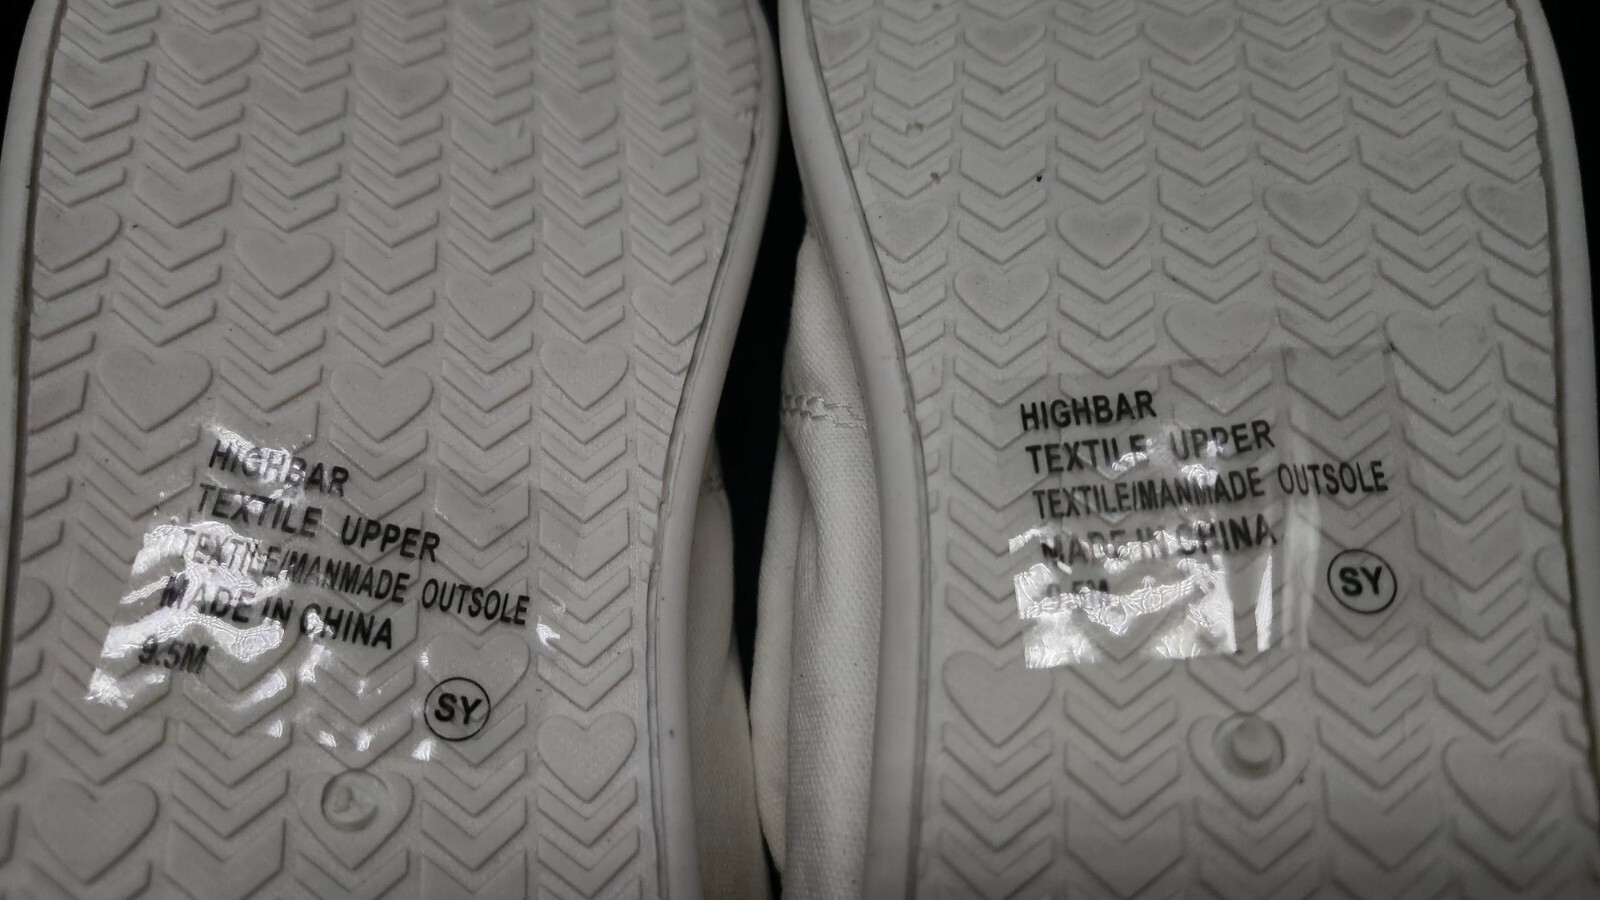 HIGHBAR
TEXTILE UPPER
TEXTILE/MANMADE OUTSOLE
MADE IN CHINA
9.5M
SY
HIGHBAR
TEXTILE UPPER
TEXTILE/MANMADE OUTSOLE
MADE IN CHINA
SY